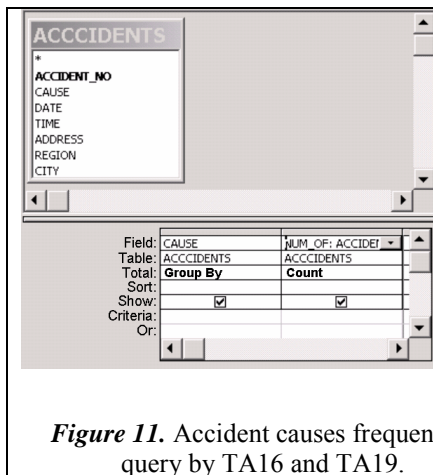 ACCCIDENTS
*
ACCIDENT_NO
CAUSE
DATE
TIME
ADDRESS
REGION
CITY
Field: CAUSE NUM_OF: ACCIDEN
Table: ACCCIDENTS ACCCIDENTS
Total: Group By Count
Sort:
Show:
Criteria:
Or:
Figure 11. Accident causes frequen
query by TA16 and TA19.